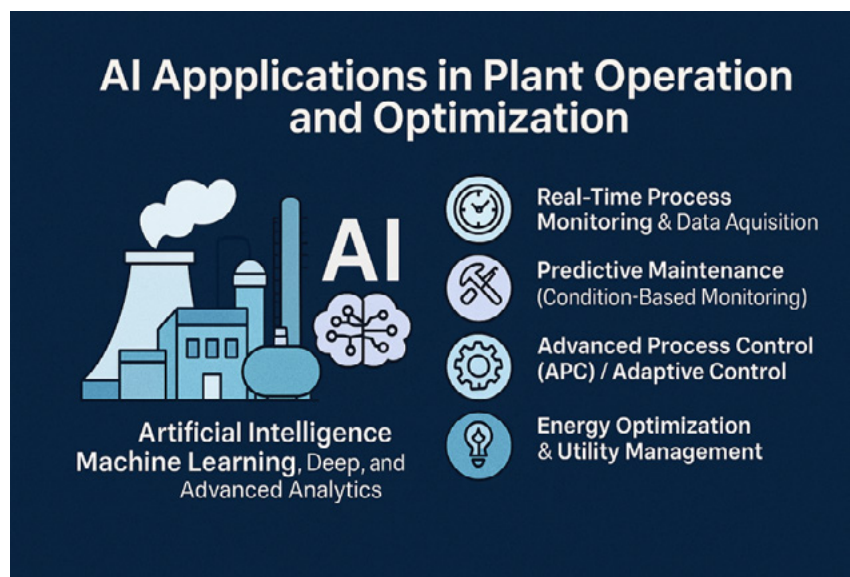 AI Appplications in Plant Operation
and Optimization
AI
Artificial Intelligence
Machine Learning, Deep, and
Advanced Analytics
Real-Time Process
Monitoring & Data Aquisition
Predictive Maintenance
(Condition-Based Monitoring)
Advanced Process Control
(APC) / Adaptive Control
Energy Optimization
& Utility Management